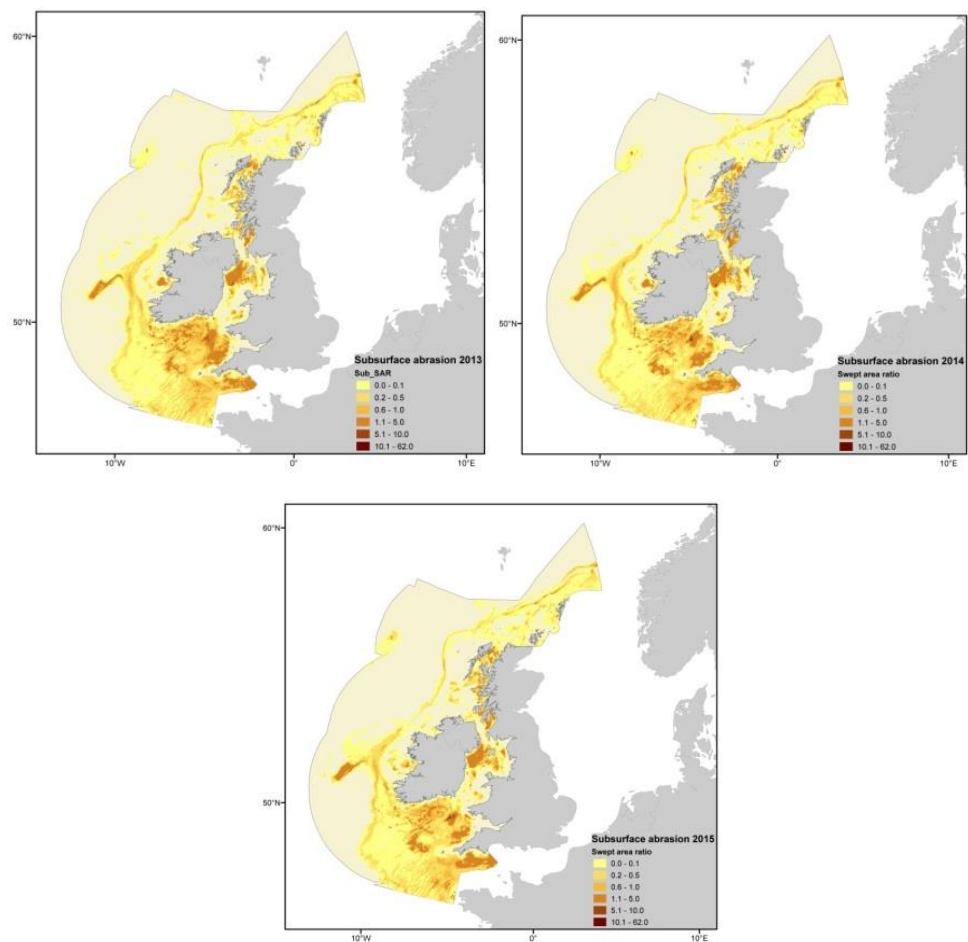 60°N
50°N
10°W
0°
10°E
Subsurface abrasion 2013
Sub_SAR
0.0 - 0.1
0.2 - 0.5
0.6 - 1.0
1.1 - 5.0
5.1 - 10.0
10.1 - 62.0
60°N
50°N
10°W
0°
10°E
Subsurface abrasion 2014
Swept area ratio
0.0 - 0.1
0.2 - 0.5
0.6 - 1.0
1.1 - 5.0
5.1 - 10.0
10.1 - 62.0
60°N
50°N
10°W
0°
10°E
Subsurface abrasion 2015
Swept area ratio
0.0 - 0.1
0.2 - 0.5
0.6 - 1.0
1.1 - 5.0
5.1 - 10.0
10.1 - 62.0